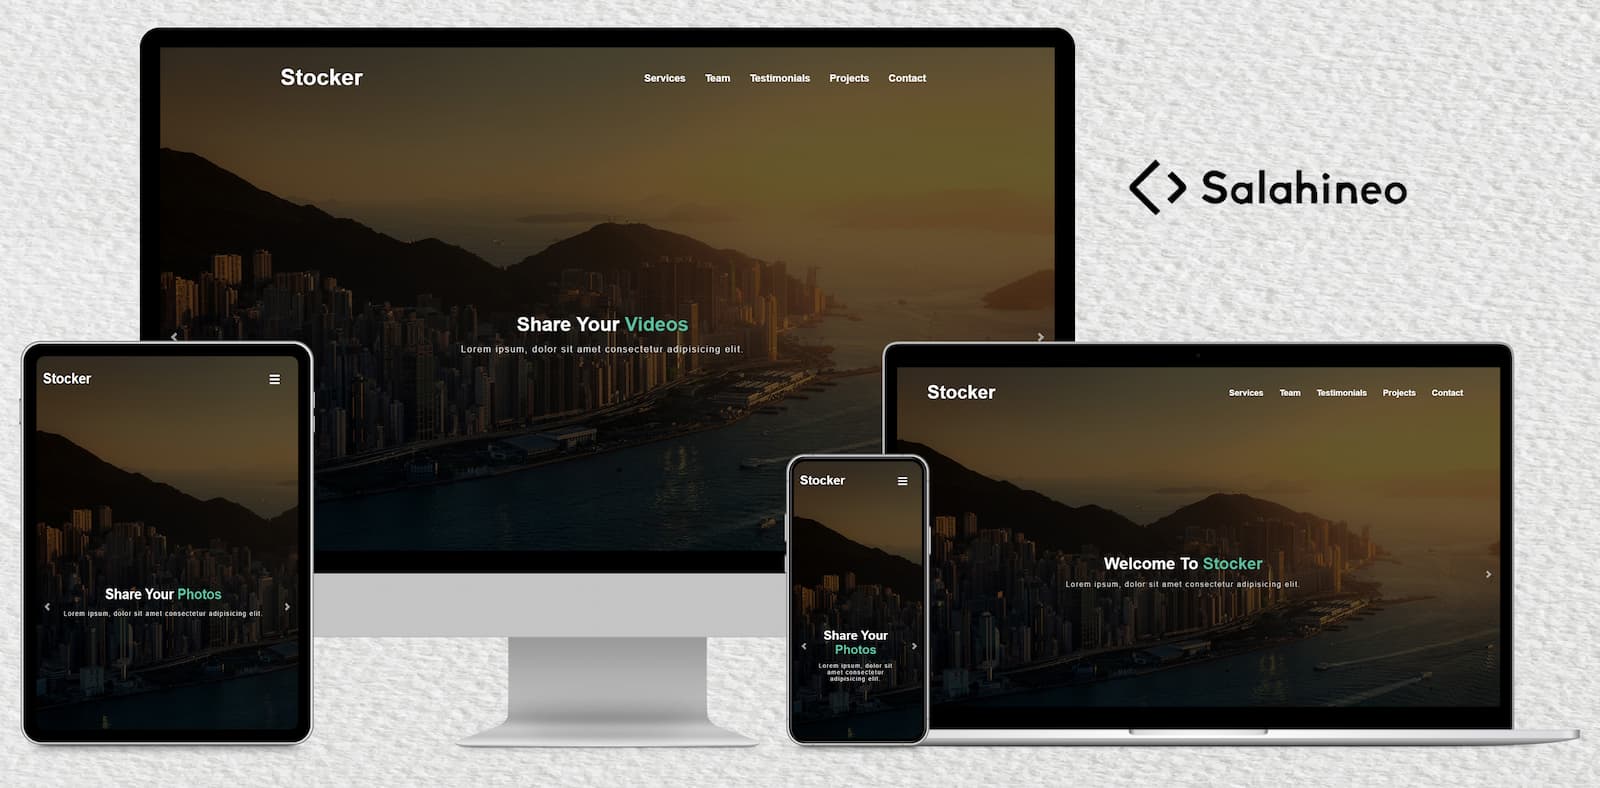 Stocker
Services Team Testimonials Projects Contact
Share Your Videos
Lorem ipsum, dolor sit amet consectetur adipisicing elit.
Salahineo
Stocker
Share Your Photos
Lorem ipsum, dolor sit amet consectetur adipisicing elit.
Stocker
Share Your
Photos
Lorem ipsum, dolor sit
amet consectetur
adipisicing elit.
Stocker
Services Team Testimonials Projects Contact
Welcome To Stocker
Lorem ipsum, dolor sit amet consectetur adipisicing elit.